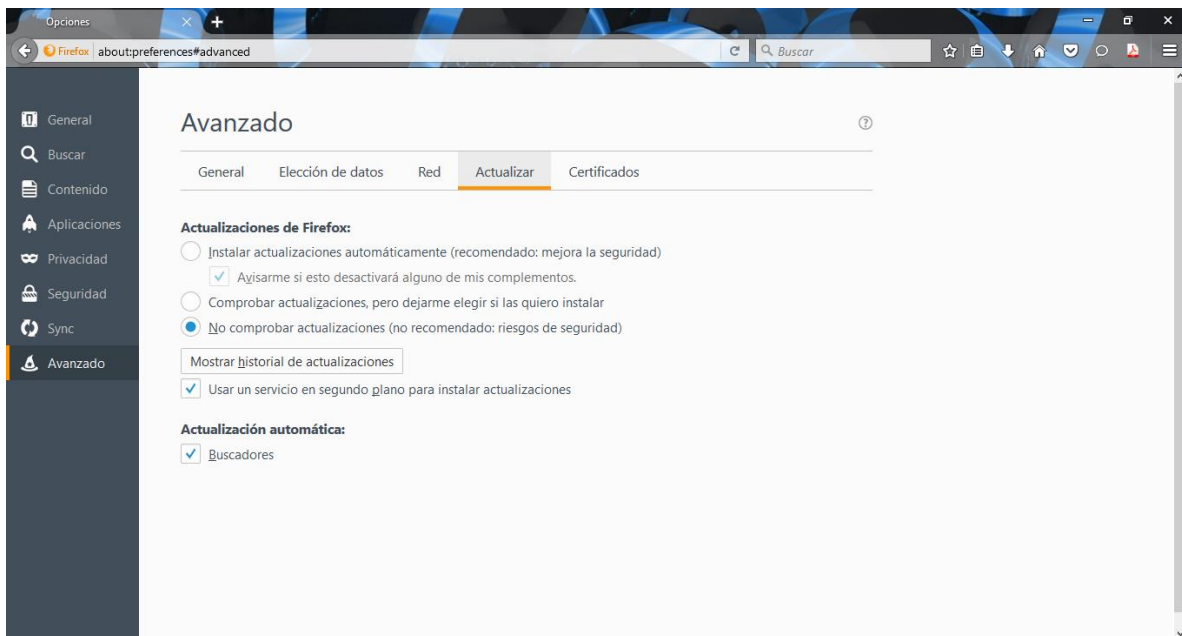 Opciones
Firefox about:preferences#advanced Buscar
General
Buscar
Contenido
Aplicaciones
Privacidad
Seguridad
Sync
Avanzado
Avanzado
General Elección de datos Red Actualizar Certificados
Actualizaciones de Firefox:
Instalar actualizaciones automáticamente (recomendado: mejora la seguridad)
Avisarme si esto desactivará alguno de mis complementos.
Comprobar actualizaciones, pero dejarme elegir si las quiero instalar
No comprobar actualizaciones (no recomendado: riesgos de seguridad)
Mostrar historial de actualizaciones
Usar un servicio en segundo plano para instalar actualizaciones
Actualización automática:
Buscadores